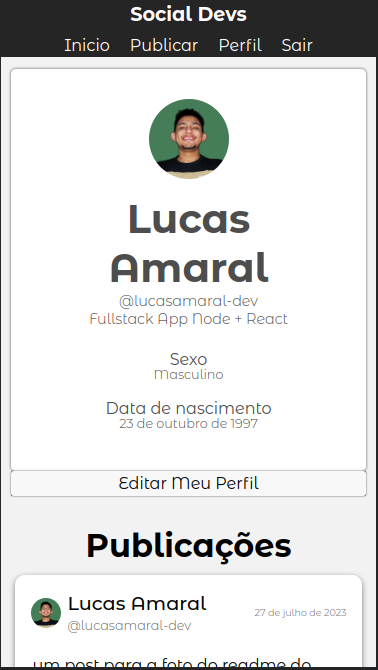 Social Devs
Inicio Publicar Perfil Sair
Lucas
Amaral
@lucasamaral-dev
Fullstack App Node + React
Sexo
Masculino
Data de nascimento
23 de outubro de 1997
Editar Meu Perfil
Publicações
Lucas Amaral
@lucasamaral-dev
27 de julho de 2023
um post para a foto do readme do